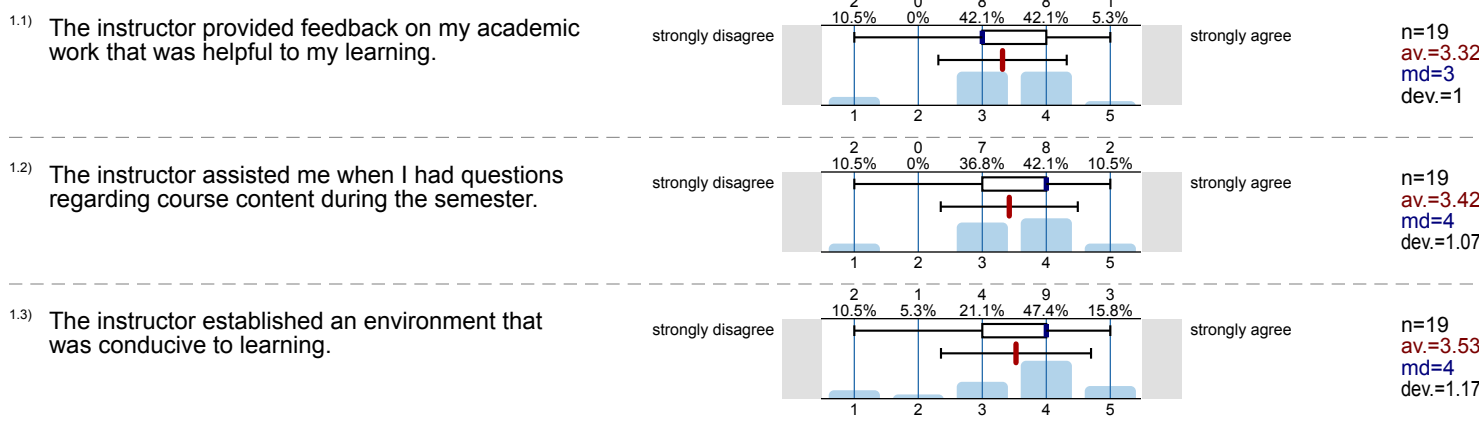 2 0 8 8 1
10.5% 0% 42.1% 42.1% 5.3%
1.1) The instructor provided feedback on my academic
work that was helpful to my learning.
strongly disagree
strongly agree
n=19
av.=3.32
md=3
dev.=1
1 2 3 4 5
2 0 7 8 2
10.5% 0% 36.8% 42.1% 10.5%
1.2) The instructor assisted me when I had questions
regarding course content during the semester.
strongly disagree
strongly agree
n=19
av.=3.42
md=4
dev.=1.07
1 2 3 4 5
2 1 4 9 3
10.5% 5.3% 21.1% 47.4% 15.8%
1.3) The instructor established an environment that
was conducive to learning.
strongly disagree
strongly agree
n=19
av.=3.53
md=4
dev.=1.17
1 2 3 4 5